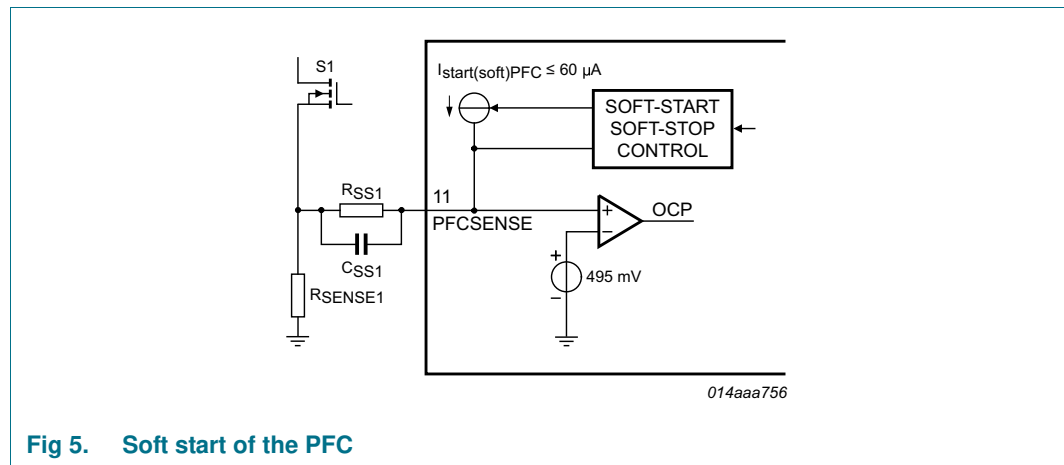 S1
Istart(soft)PFC ≤ 60 µA
SOFT-START
SOFT-STOP
CONTROL
RSS1
11
PFCSENSE
OCP
CSS1
495 mV
RSENSE1
014aaa756
Fig 5. Soft start of the PFC